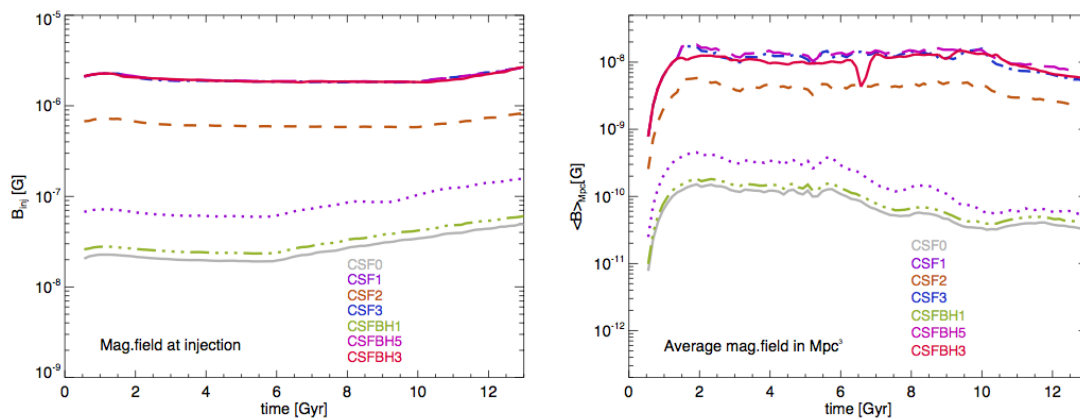 10⁻⁵
10⁻⁶
10⁻⁷
10⁻⁸
10⁻⁹
B_inj [G]
CSF0
CSF1
CSF2
CSF3
CSFBH1
CSFBH5
CSFBH3
Mag.field at injection
0 2 4 6 8 10 12
time [Gyr]
10⁻⁸
10⁻⁹
10⁻¹⁰
10⁻¹¹
10⁻¹²
<B>_Mpc [G]
CSF0
CSF1
CSF2
CSF3
CSFBH1
CSFBH5
CSFBH3
Average mag.field in Mpc³
0 2 4 6 8 10 12
time [Gyr]